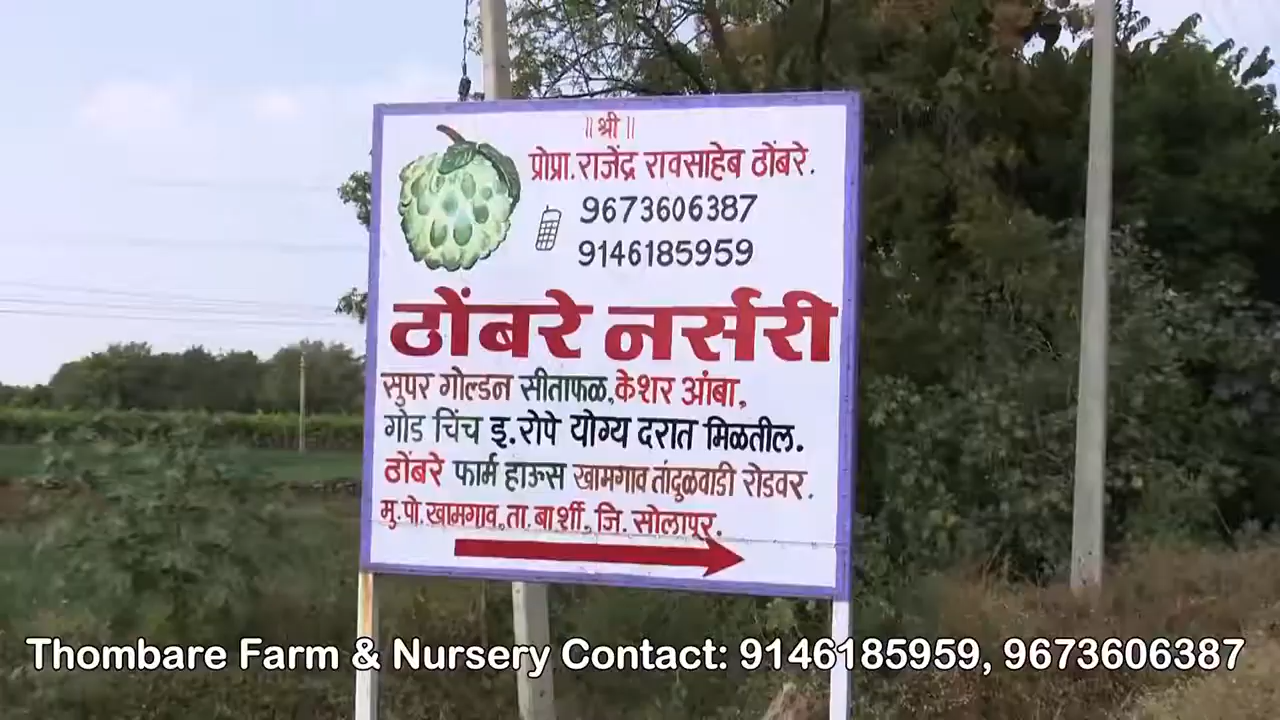 ॥ श्री ॥
प्रोप्रा.राजेंद्र रावसाहेब ठोंबरे.
9673606387
9146185959
ठोंबरे नर्सरी
सुपर गोल्डन सीताफळ,केशर आंबा,
गोड चिंच इ.रोपे योग्य दरात मिळतील.
ठोंबरे फार्म हाऊस खामगाव तांदुळवाडी रोडवर.
मु.पो.खामगाव,ता.बार्शी, जि.सोलापूर.
Thombare Farm & Nursery Contact: 9146185959, 9673606387